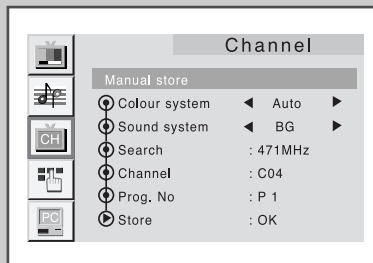 Channel
Manual store
Colour system ◀ Auto ▶
Sound system ◀ BG ▶
CH
Search : 471MHz
Channel : C04
Prog. No : P 1
PC
Store : OK